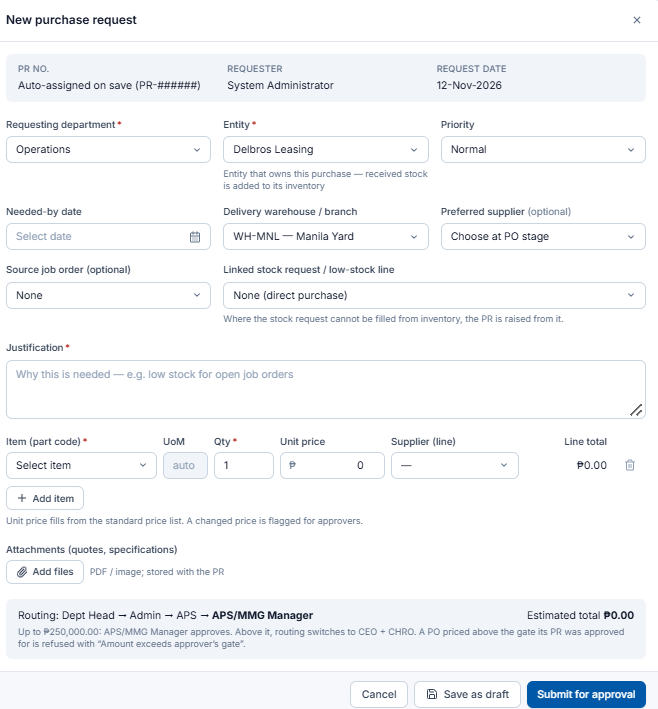 New purchase request
PR NO.
REQUESTER
REQUEST DATE
Auto-assigned on save (PR-######)
System Administrator
12-Nov-2026
Requesting department *
Entity *
Priority
Operations
Delbros Leasing
Normal
Entity that owns this purchase — received stock
is added to its inventory
Needed-by date
Delivery warehouse / branch
Preferred supplier (optional)
Select date
WH-MNL — Manila Yard
Choose at PO stage
Source job order (optional)
Linked stock request / low-stock line
None
None (direct purchase)
Where the stock request cannot be filled from inventory, the PR is raised from it.
Justification *
Why this is needed — e.g. low stock for open job orders
Item (part code) *
UoM
Qty *
Unit price
Supplier (line)
Line total
Select item
auto
1
₱
0
—
₱0.00
Add item
Unit price fills from the standard price list. A changed price is flagged for approvers.
Attachments (quotes, specifications)
Add files
PDF / image; stored with the PR
Routing: Dept Head → Admin → APS → APS/MMG Manager
Estimated total ₱0.00
Up to ₱250,000.00: APS/MMG Manager approves. Above it, routing switches to CEO + CHRO. A PO priced above the gate its PR was approved
for is refused with “Amount exceeds approver’s gate”.
Cancel
Save as draft
Submit for approval